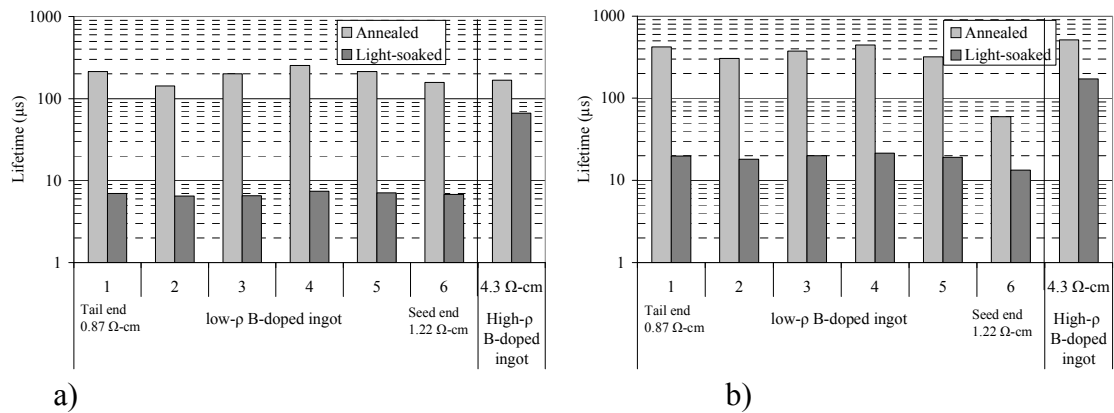 1000
100
10
1
Lifetime (µs)
Annealed
Light-soaked
1 2 3 4 5 6 4.3 Ω-cm
Tail end
0.87 Ω-cm
low-ρ B-doped ingot
Seed end
1.22 Ω-cm
High-ρ
B-doped
ingot
a)
1000
100
10
1
Lifetime (µs)
Annealed
Light-soaked
1 2 3 4 5 6 4.3 Ω-cm
Tail end
0.87 Ω-cm
low-ρ B-doped ingot
Seed end
1.22 Ω-cm
High-ρ
B-doped
ingot
b)